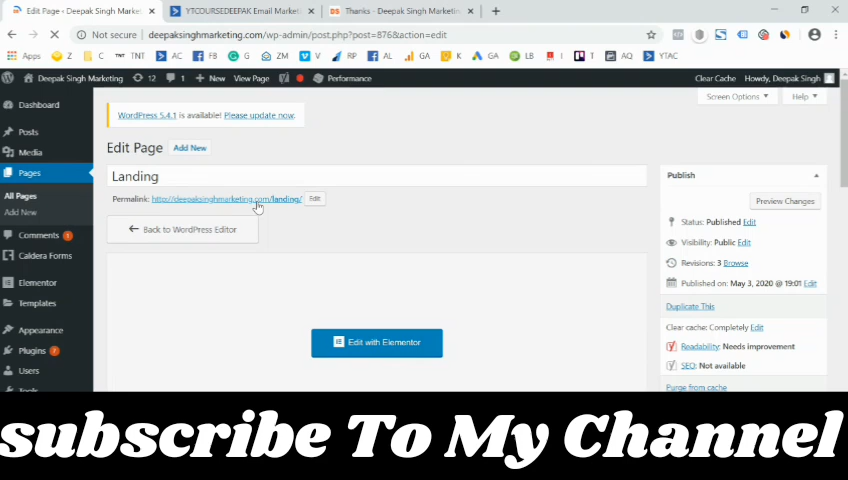 Edit Page ‹ Deepak Singh Market
YTCOURSEDEEPAK Email Marketi
DS Thanks - Deepak Singh Marketing
Not secure | deepaksinghmarketing.com/wp-admin/post.php?post=876&action=edit
Apps Z C TNT TNT AC FB G ZM V RP AL GA K GA LB I T AQ YTAC
Deepak Singh Marketing 12 1 New View Page Performance Clear Cache Howdy, Deepak Singh
Screen Options Help
Dashboard
Posts
Media
Pages
All Pages
Add New
Comments 1
Caldera Forms
Elementor
Templates
Appearance
Plugins 7
Users
Tools
WordPress 5.4.1 is available! Please update now.
Edit Page Add New
Landing
Permalink: http://deepaksinghmarketing.com/landing/ Edit
← Back to WordPress Editor
Edit with Elementor
Publish
Preview Changes
Status: Published Edit
Visibility: Public Edit
Revisions: 3 Browse
Published on: May 3, 2020 @ 19:01 Edit
Duplicate This
Clear cache: Completely Edit
Readability: Needs improvement
SEO: Not available
Purge from cache
subscribe To My Channel